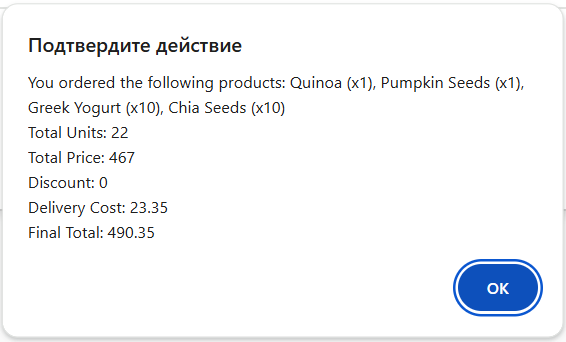 Подтвердите действие
You ordered the following products: Quinoa (x1), Pumpkin Seeds (x1),
Greek Yogurt (x10), Chia Seeds (x10)
Total Units: 22
Total Price: 467
Discount: 0
Delivery Cost: 23.35
Final Total: 490.35
OK